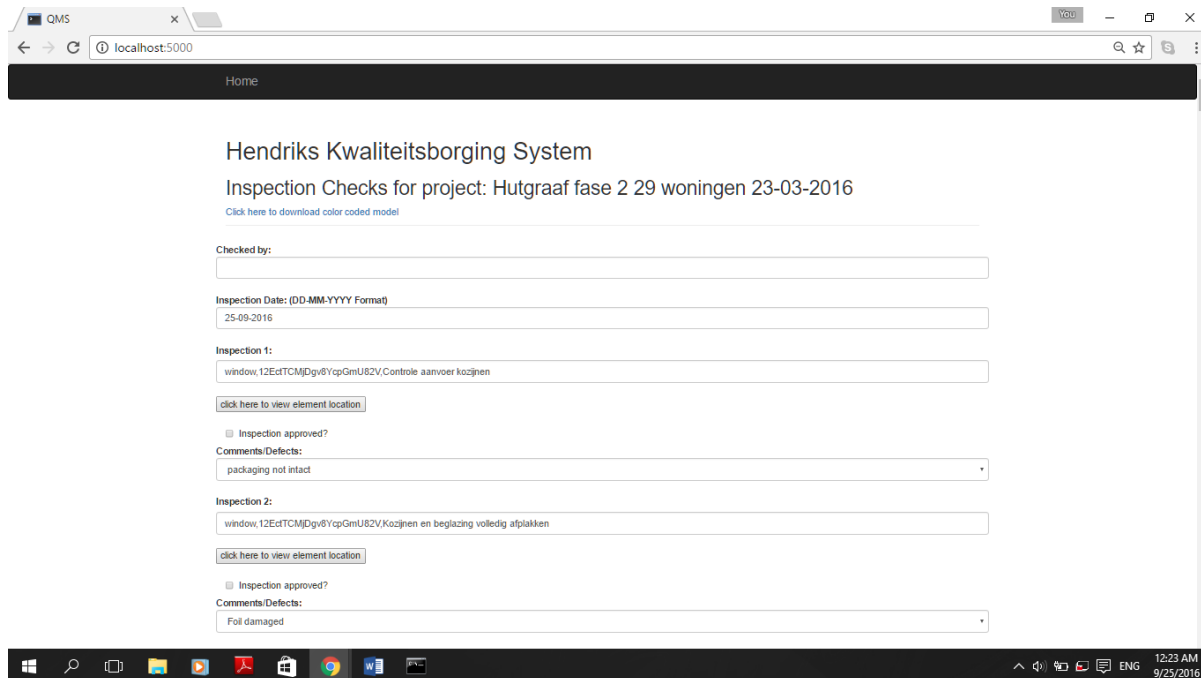 QMS
You
localhost:5000
Home
Hendriks Kwaliteitsborging System
Inspection Checks for project: Hutgraaf fase 2 29 woningen 23-03-2016
Click here to download color coded model
Checked by:
Inspection Date: (DD-MM-YYYY Format)
25-09-2016
Inspection 1:
window,12EctTCMjDgv8YcpGmU82V,Controle aanvoer kozijnen
click here to view element location
Inspection approved?
Comments/Defects:
packaging not intact
Inspection 2:
window,12EctTCMjDgv8YcpGmU82V,Kozijnen en beglazing volledig afplakken
click here to view element location
Inspection approved?
Comments/Defects:
Foil damaged
ENG
12:23 AM
9/25/2016